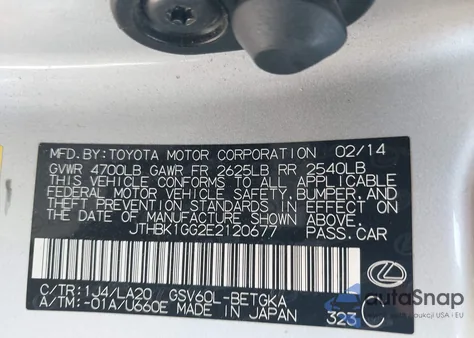 MFD.BY:TOYOTA MOTOR CORPORATION 02/14
GVWR 4700LB GAWR FR 2625LB RR 2540LB
THIS VEHICLE CONFORMS TO ALL APPLICABLE
FEDERAL MOTOR VEHICLE SAFETY,BUMPER,AND
THEFT PREVENTION STANDARDS IN EFFECT ON
THE DATE OF MANUFACTURE SHOWN ABOVE.
JTHBK1GG2E2120677 PASS.CAR
C/TR:1J4/LA20 GSV60L-BETGKA
A/TM:-01A/U660E MADE IN JAPAN 323
autoSnap
USA i EU